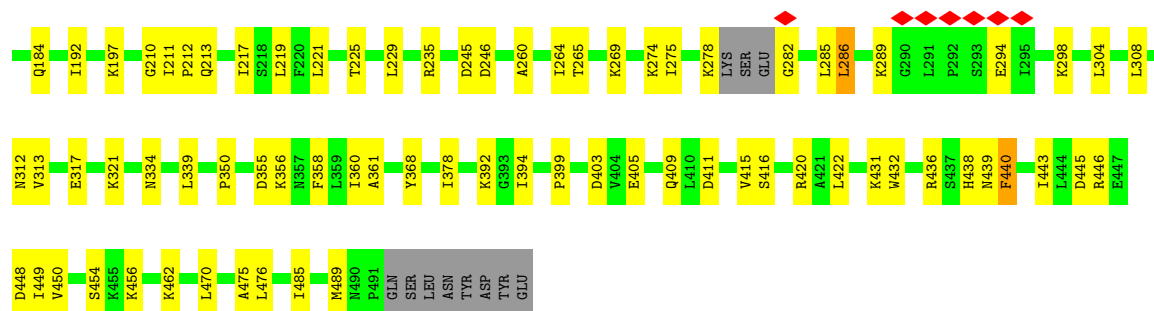 Q184 I192 K197 G210 I211 P212 Q213 I217 S218 L219 F220 L221 T225 L229 R235 D245 D246 A260 I264 T265 K269 K274 I275 K278 LYS SER GLU G282 L285 L286 K289 G290 L291 P292 S293 E294 I295 K298 L304 L308
N312 V313 E317 K321 N334 L339 P350 D355 K356 N357 F358 L359 I360 A361 Y368 I378 K392 G393 I394 P399 D403 V404 E405 Q409 L410 D411 V415 S416 R420 A421 L422 K431 W432 R436 S437 H438 N439 F440 I443 L444 D445 R446 E447
D448 I449 V450 S454 K455 K456 K462 L470 A475 L476 I485 M489 N490 P491 GLN SER LEU ASN TYR ASP TYR GLU